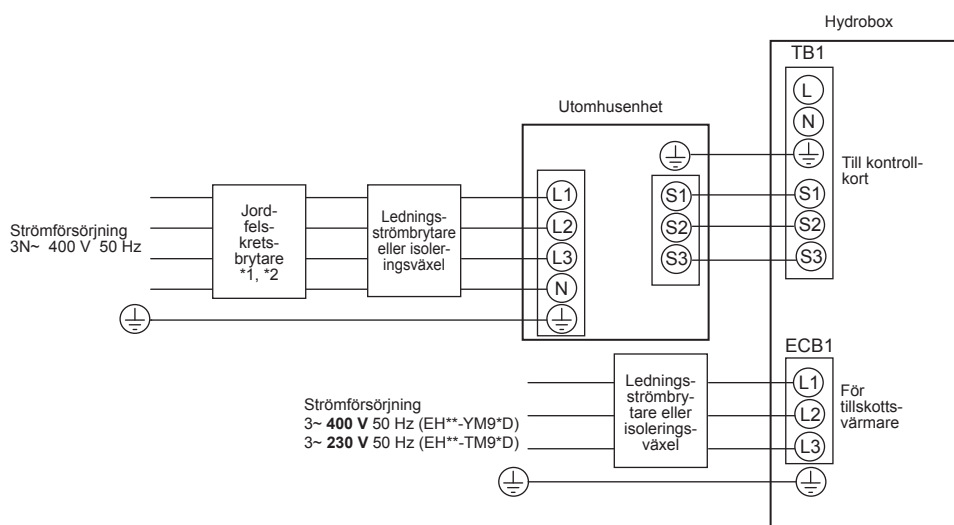 Hydrobox
TB1
L
N
Till kontroll-
kort
S1
S2
S3
Utomhusenhet
S1
S2
S3
L1
L2
L3
N
Strömförsörjning
3N~ 400 V 50 Hz
Jord-
fels-
krets-
brytare
*1, *2
Lednings-
strömbrytare
eller isoler-
ingsväxel
ECB1
L1
L2
L3
För
tillskotts-
värmare
Lednings-
strömbry-
tare eller
isolerings-
växel
Strömförsörjning
3~ 400 V 50 Hz (EH**-YM9*D)
3~ 230 V 50 Hz (EH**-TM9*D)